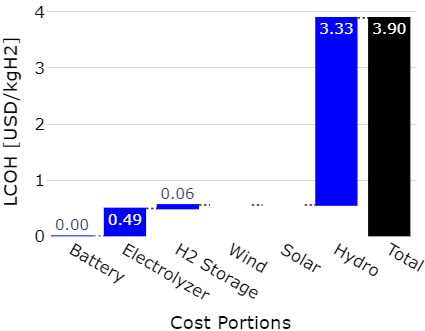 4
3
2
1
0
LCOH [USD/kgH2]
0.00
0.49
0.06
3.33
3.90
Battery
Electrolyzer
H2 Storage
Wind
Solar
Hydro
Total
Cost Portions